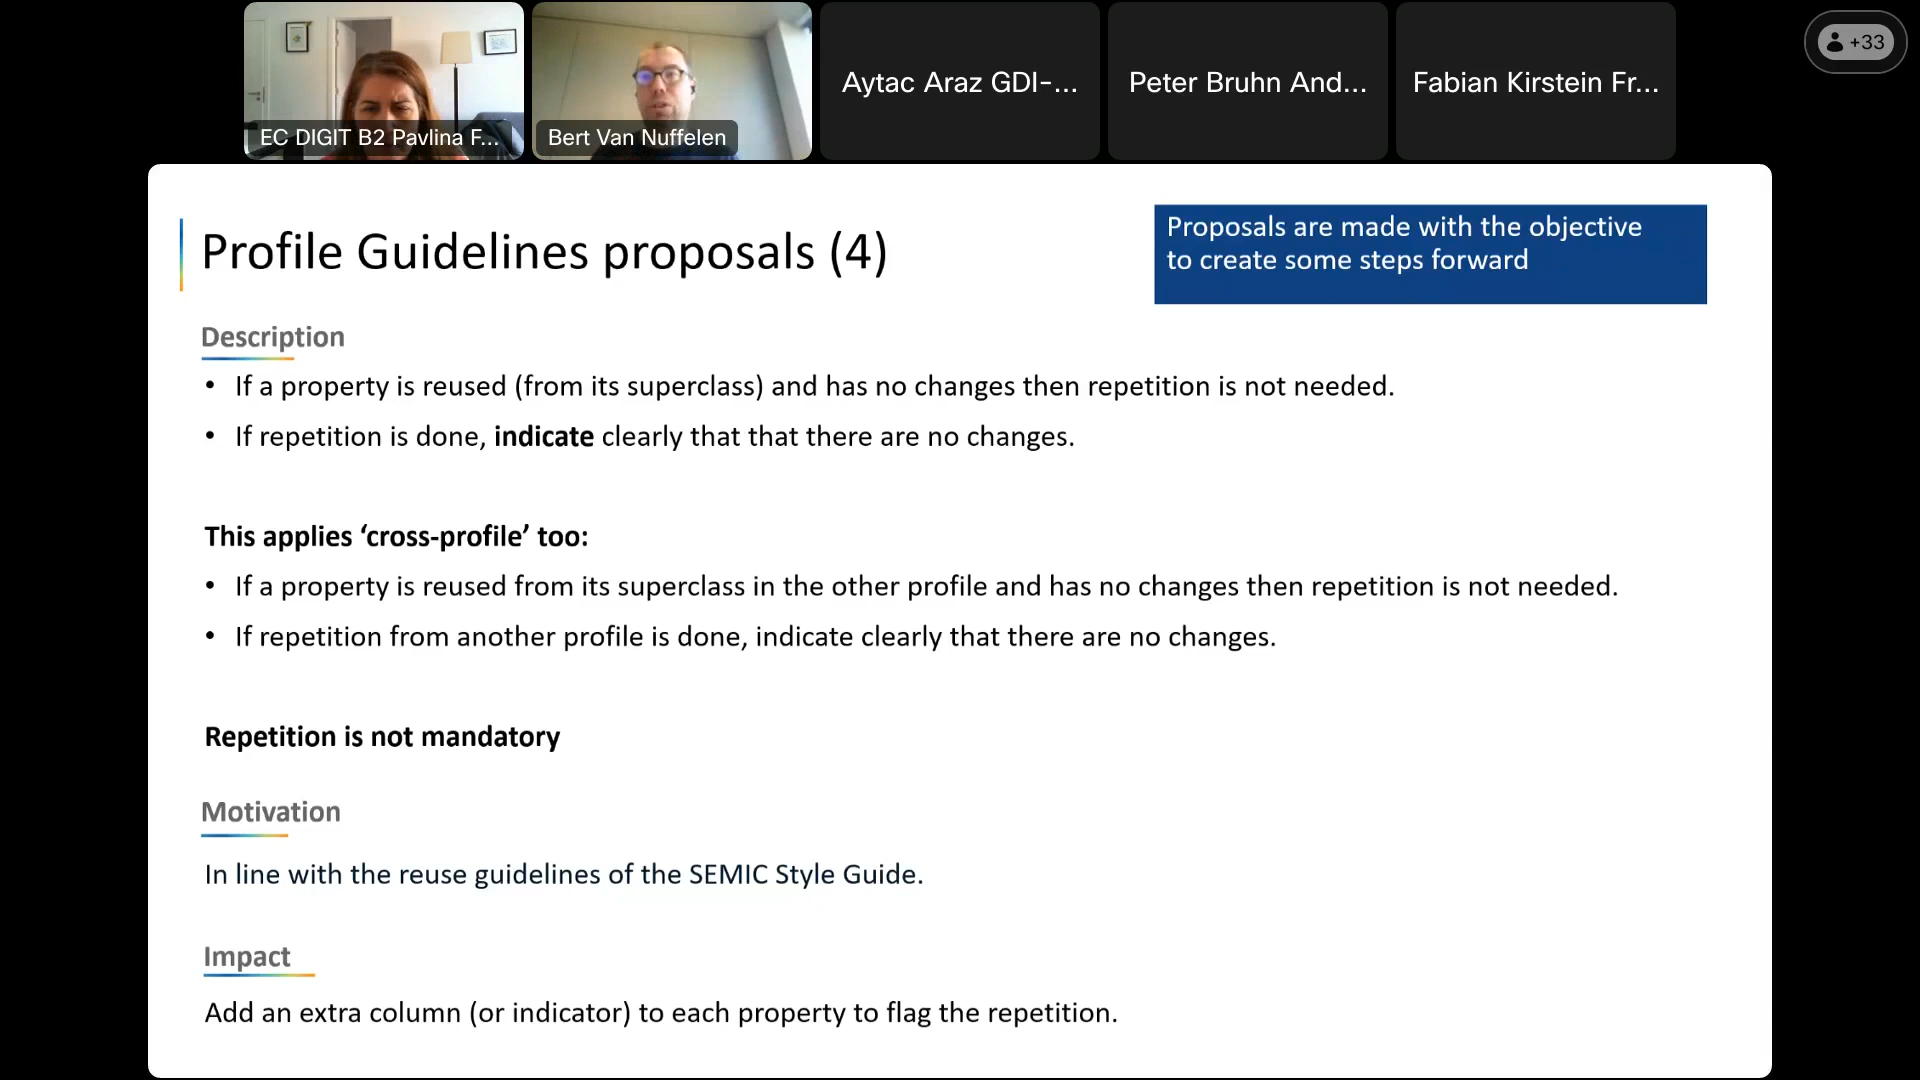 EC DIGIT B2 Pavlina F...
Bert Van Nuffelen
Aytac Araz GDI-...
Peter Bruhn And...
Fabian Kirstein Fr...
+33
Profile Guidelines proposals (4)
Proposals are made with the objective
to create some steps forward
Description
• If a property is reused (from its superclass) and has no changes then repetition is not needed.
• If repetition is done, indicate clearly that that there are no changes.
This applies ‘cross-profile’ too:
• If a property is reused from its superclass in the other profile and has no changes then repetition is not needed.
• If repetition from another profile is done, indicate clearly that there are no changes.
Repetition is not mandatory
Motivation
In line with the reuse guidelines of the SEMIC Style Guide.
Impact
Add an extra column (or indicator) to each property to flag the repetition.